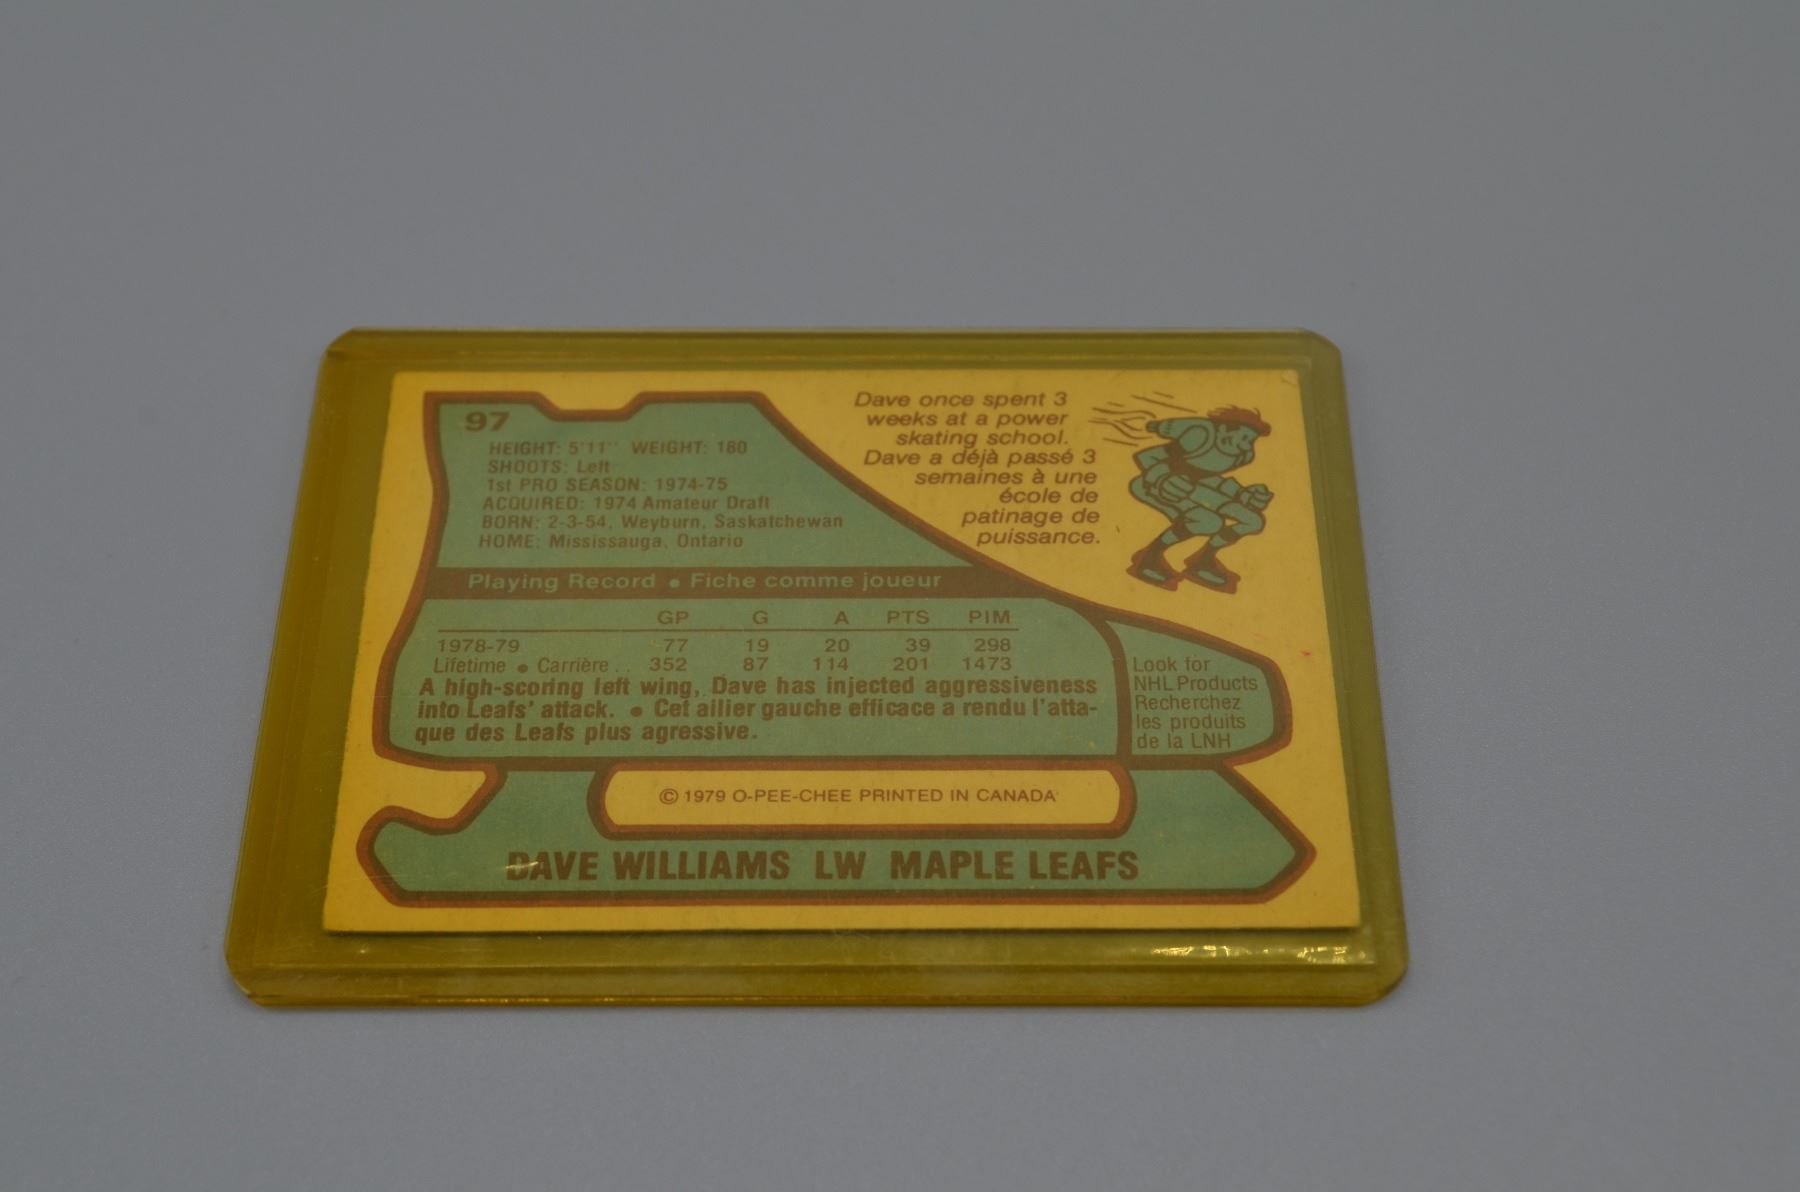 97
HEIGHT: 5'11" WEIGHT: 180
SHOOTS: Left
1st PRO SEASON: 1974-75
ACQUIRED: 1974 Amateur Draft
BORN: 2-3-54, Weyburn, Saskatchewan
HOME: Mississauga, Ontario
Dave once spent 3
weeks at a power
skating school.
Dave a déjà passé 3
semaines à une
école de
patinage de
puissance.
Playing Record • Fiche comme joueur
GP G A PTS PIM
1978-79 77 19 20 39 298
Lifetime • Carrière .. 352 87 114 201 1473
A high-scoring left wing, Dave has injected aggressiveness
into Leafs' attack. • Cet ailier gauche efficace a rendu l'atta-
que des Leafs plus agressive.
Look for
NHL Products
Recherchez
les produits
de la LNH
© 1979 O-PEE-CHEE PRINTED IN CANADA
DAVE WILLIAMS LW MAPLE LEAFS